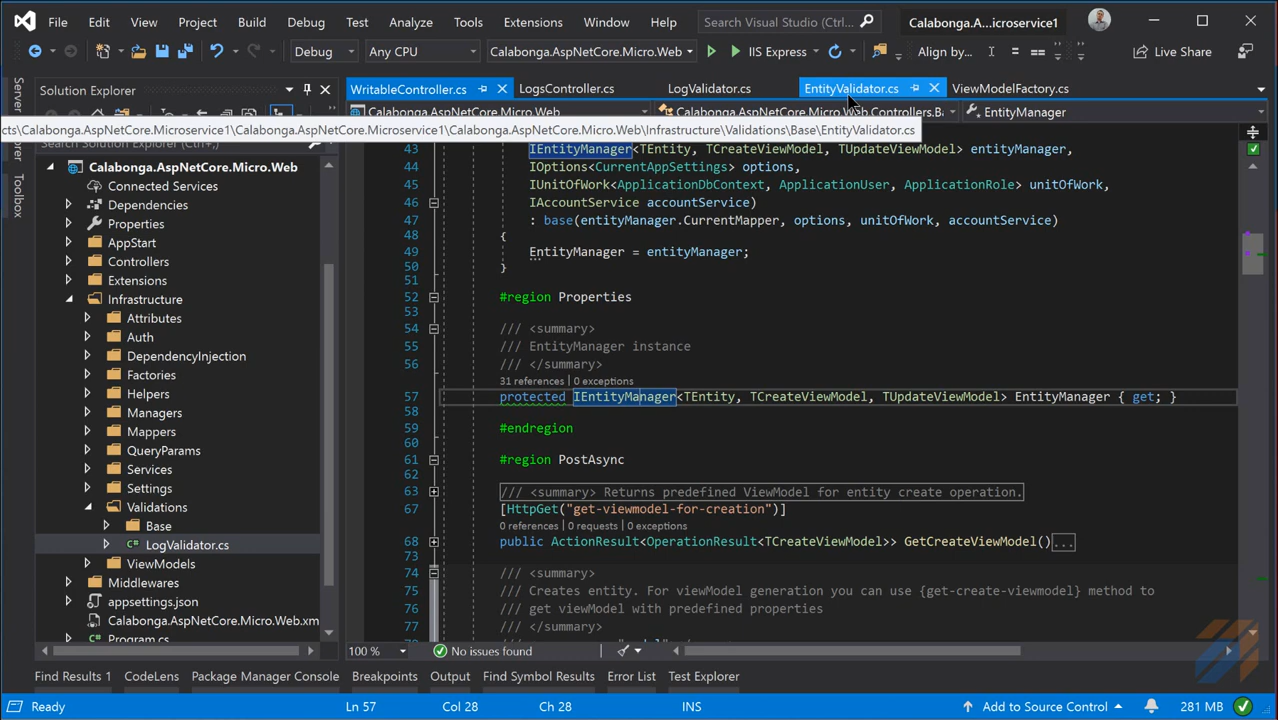 File Edit View Project Build Debug Test Analyze Tools Extensions Window Help Search Visual Studio (Ctrl... Calabonga.A...icroservice1
Debug Any CPU Calabonga.AspNetCore.Micro.Web IIS Express Align by... Live Share
Server
Toolbox
Solution Explorer
WritableController.cs LogsController.cs LogValidator.cs EntityValidator.cs ViewModelFactory.cs
Calabonga.AspNetCore.Micro.Web EntityManager
cts\Calabonga.AspNetCore.Microservice1\Calabonga.AspNetCore.Microservice1\Calabonga.AspNetCore.Micro.Web\Infrastructure\Validations\Base\EntityValidator.cs
Calabonga.AspNetCore.Micro.Web
Connected Services
Dependencies
Properties
AppStart
Controllers
Extensions
Infrastructure
Attributes
Auth
DependencyInjection
Factories
Helpers
Managers
Mappers
QueryParams
Services
Settings
Validations
Base
C# LogValidator.cs
ViewModels
Middlewares
appsettings.json
Calabonga.AspNetCore.Micro.Web.xm
Program.cs
43 IEntityManager<TEntity, TCreateViewModel, TUpdateViewModel> entityManager,
44 IOptions<CurrentAppSettings> options,
45 IUnitOfWork<ApplicationDbContext, ApplicationUser, ApplicationRole> unitOfWork,
46 IAccountService accountService)
47 : base(entityManager.CurrentMapper, options, unitOfWork, accountService)
48 {
49 EntityManager = entityManager;
50 }
51
52 #region Properties
53
54 /// <summary>
55 /// EntityManager instance
56 /// </summary>
31 references | 0 exceptions
57 protected IEntityManager<TEntity, TCreateViewModel, TUpdateViewModel> EntityManager { get; }
58
59 #endregion
60
61 #region PostAsync
62
63 /// <summary> Returns predefined ViewModel for entity create operation.
67 [HttpGet("get-viewmodel-for-creation")]
0 references | 0 requests | 0 exceptions
68 public ActionResult<OperationResult<TCreateViewModel>> GetCreateViewModel()...
73
74 /// <summary>
75 /// Creates entity. For viewModel generation you can use {get-create-viewmodel} method to
76 /// get viewModel with predefined properties
77 /// </summary>
100 % No issues found
Find Results 1 CodeLens Package Manager Console Breakpoints Output Find Symbol Results Error List Test Explorer
Ready Ln 57 Col 28 Ch 28 INS Add to Source Control 281 MB